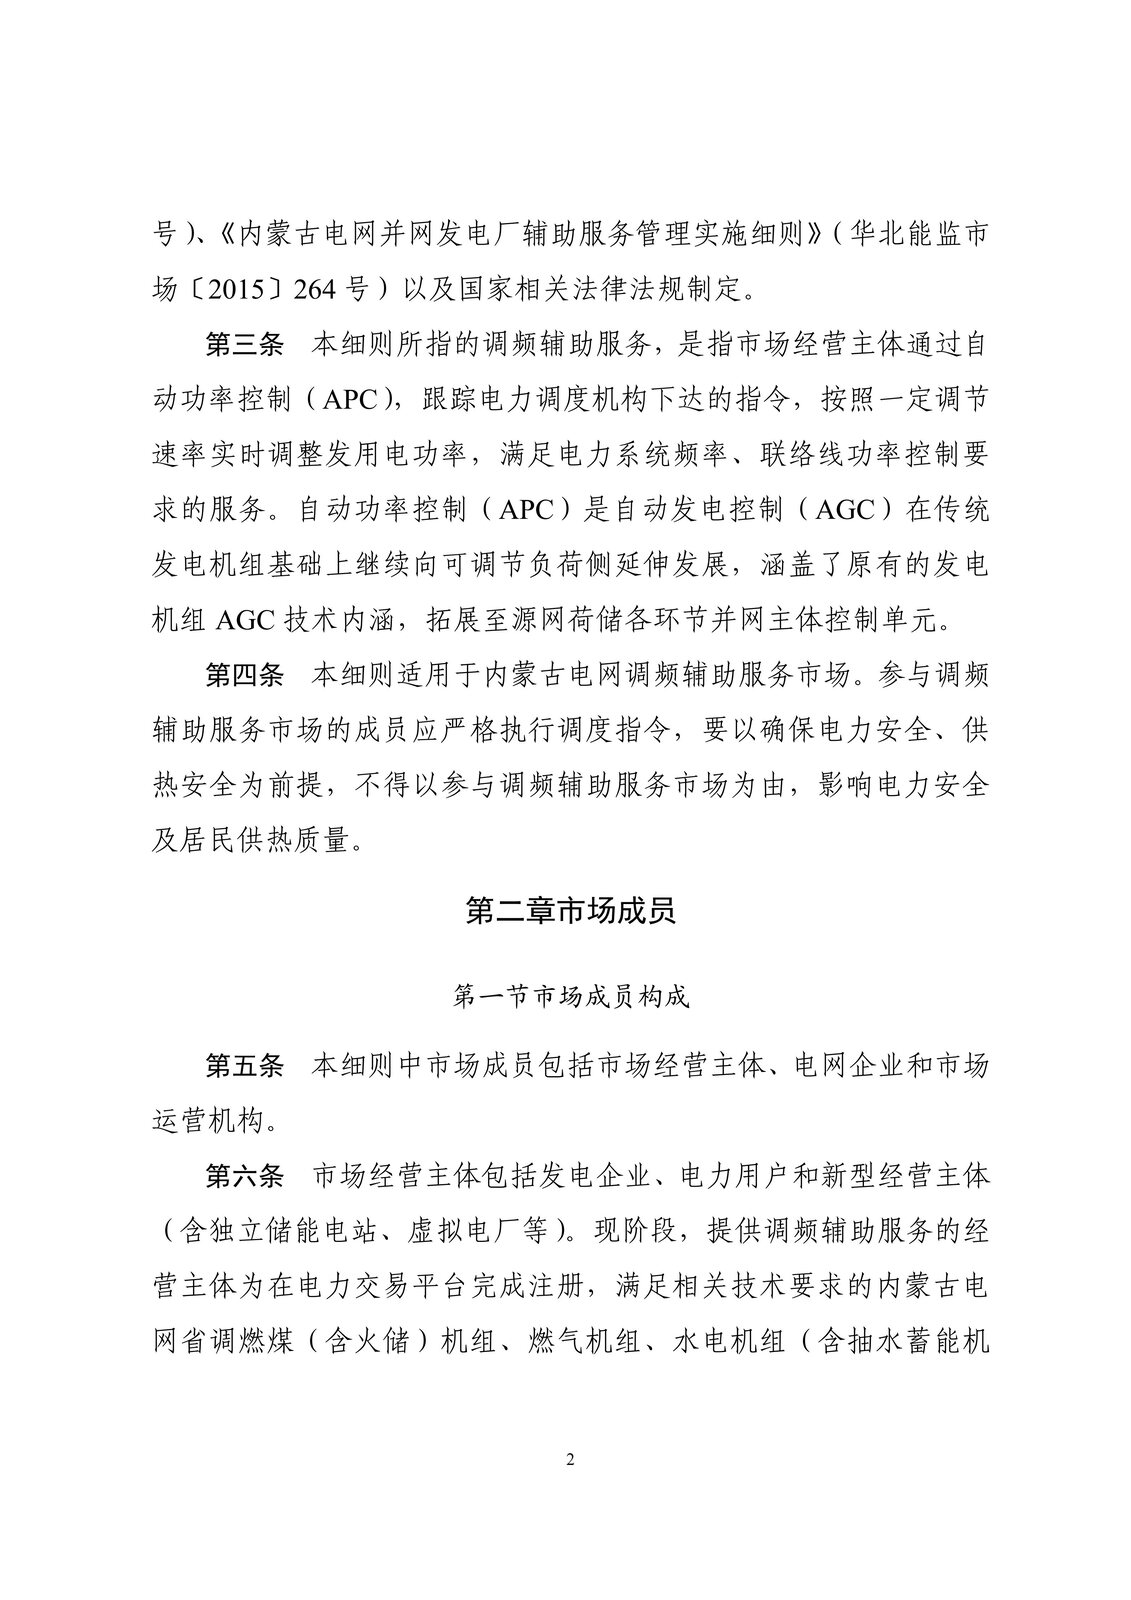 号）、《内蒙古电网并网发电厂辅助服务管理实施细则》（华北能监市
场〔2015〕264 号）以及国家相关法律法规制定。
第三条　本细则所指的调频辅助服务，是指市场经营主体通过自
动功率控制（APC），跟踪电力调度机构下达的指令，按照一定调节
速率实时调整发用电功率，满足电力系统频率、联络线功率控制要
求的服务。自动功率控制（APC）是自动发电控制（AGC）在传统
发电机组基础上继续向可调节负荷侧延伸发展，涵盖了原有的发电
机组 AGC 技术内涵，拓展至源网荷储各环节并网主体控制单元。
第四条　本细则适用于内蒙古电网调频辅助服务市场。参与调频
辅助服务市场的成员应严格执行调度指令，要以确保电力安全、供
热安全为前提，不得以参与调频辅助服务市场为由，影响电力安全
及居民供热质量。
第二章市场成员
第一节市场成员构成
第五条　本细则中市场成员包括市场经营主体、电网企业和市场
运营机构。
第六条　市场经营主体包括发电企业、电力用户和新型经营主体
（含独立储能电站、虚拟电厂等）。现阶段，提供调频辅助服务的经
营主体为在电力交易平台完成注册，满足相关技术要求的内蒙古电
网省调燃煤（含火储）机组、燃气机组、水电机组（含抽水蓄能机
2